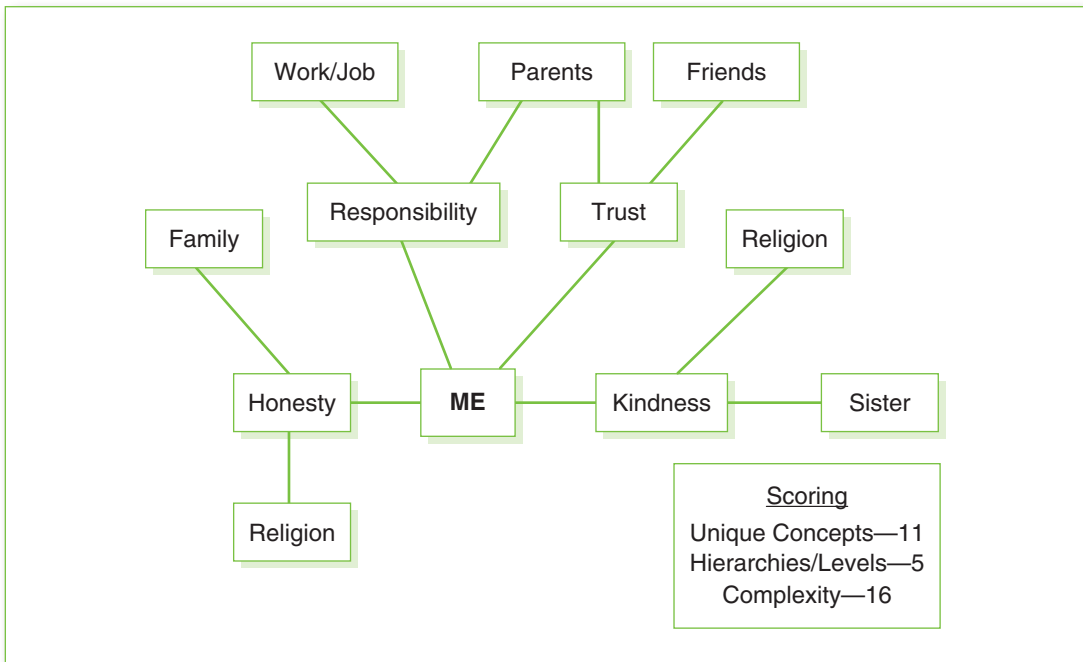 Work/Job
Parents
Friends
Responsibility
Trust
Family
Religion
Honesty
ME
Kindness
Sister
Religion
Scoring
Unique Concepts—11
Hierarchies/Levels—5
Complexity—16